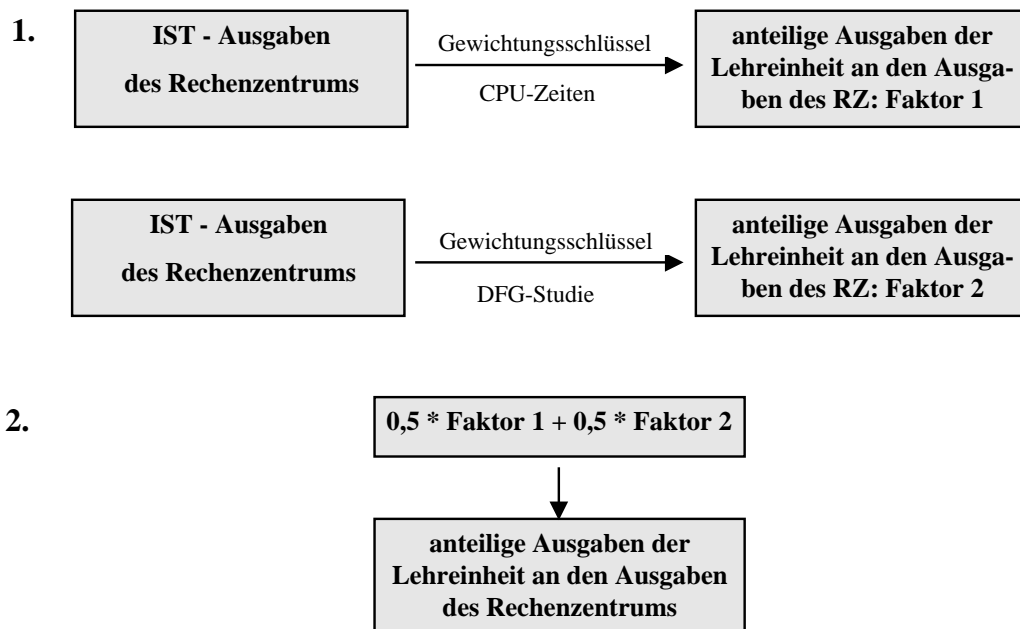 1.
IST - Ausgaben
des Rechenzentrums
Gewichtungsschlüssel
CPU-Zeiten
anteilige Ausgaben der
Lehreinheit an den Ausga-
ben des RZ: Faktor 1
IST - Ausgaben
des Rechenzentrums
Gewichtungsschlüssel
DFG-Studie
anteilige Ausgaben der
Lehreinheit an den Ausga-
ben des RZ: Faktor 2
2.
0,5 * Faktor 1 + 0,5 * Faktor 2
anteilige Ausgaben der
Lehreinheit an den Ausgaben
des Rechenzentrums